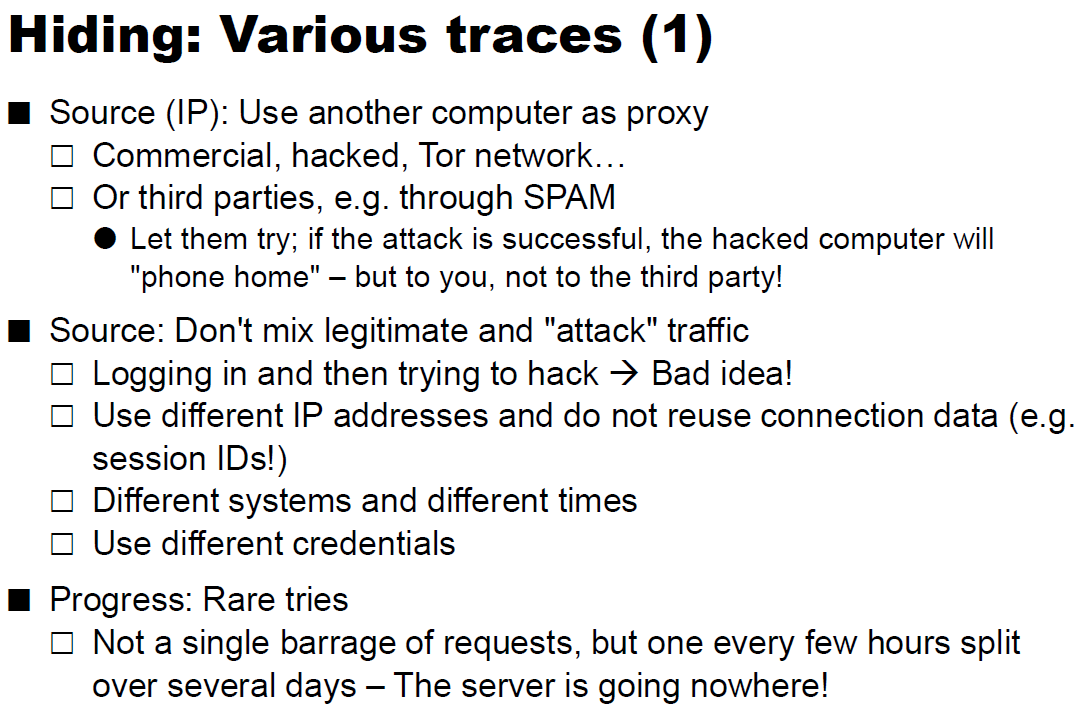 Hiding: Various traces (1)
■ Source (IP): Use another computer as proxy
□ Commercial, hacked, Tor network…
□ Or third parties, e.g. through SPAM
● Let them try; if the attack is successful, the hacked computer will
"phone home" – but to you, not to the third party!
■ Source: Don't mix legitimate and "attack" traffic
□ Logging in and then trying to hack → Bad idea!
□ Use different IP addresses and do not reuse connection data (e.g.
session IDs!)
□ Different systems and different times
□ Use different credentials
■ Progress: Rare tries
□ Not a single barrage of requests, but one every few hours split
over several days – The server is going nowhere!